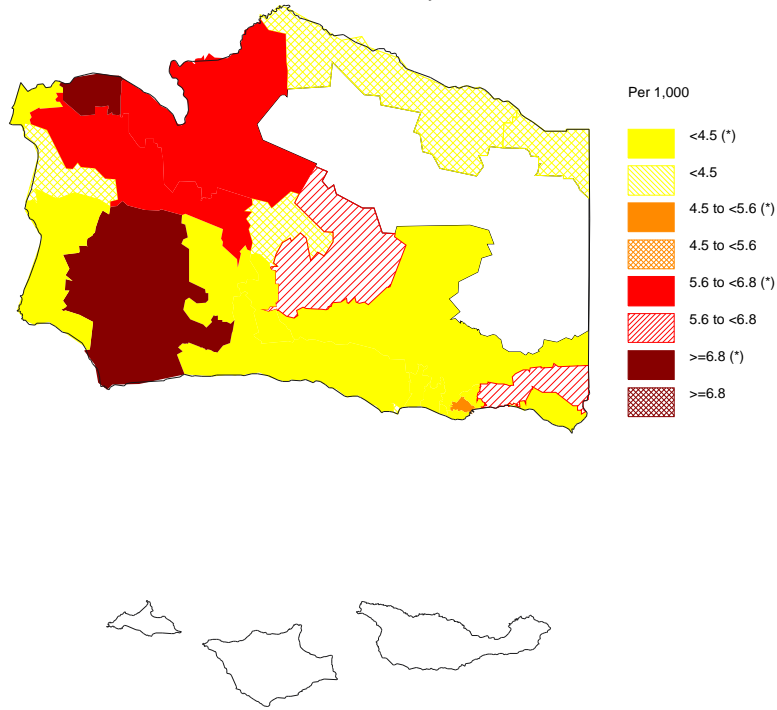 Per 1,000
<4.5 (*)
<4.5
4.5 to <5.6 (*)
4.5 to <5.6
5.6 to <6.8 (*)
5.6 to <6.8
>=6.8 (*)
>=6.8